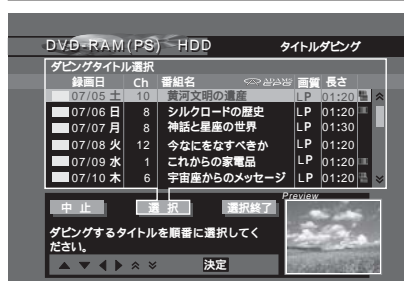 DVD-RAM(PS) HDD タイトルダビング
ダビングタイトル選択
録画日 Ch 番組名 画質 長さ
07/05 土 10 黄河文明の遺産 LP 01:20
07/06 日 8 シルクロードの歴史 LP 01:20
07/07 月 8 神話と星座の世界 LP 01:30
07/08 火 12 今なにをなすべきか LP 01:20
07/09 水 1 これからの家電品 LP 01:20
07/10 木 6 宇宙座からのメッセージ LP 01:20
中止 選択 選択終了 Preview
ダビングするタイトルを順番に選択してく
ださい。
決定